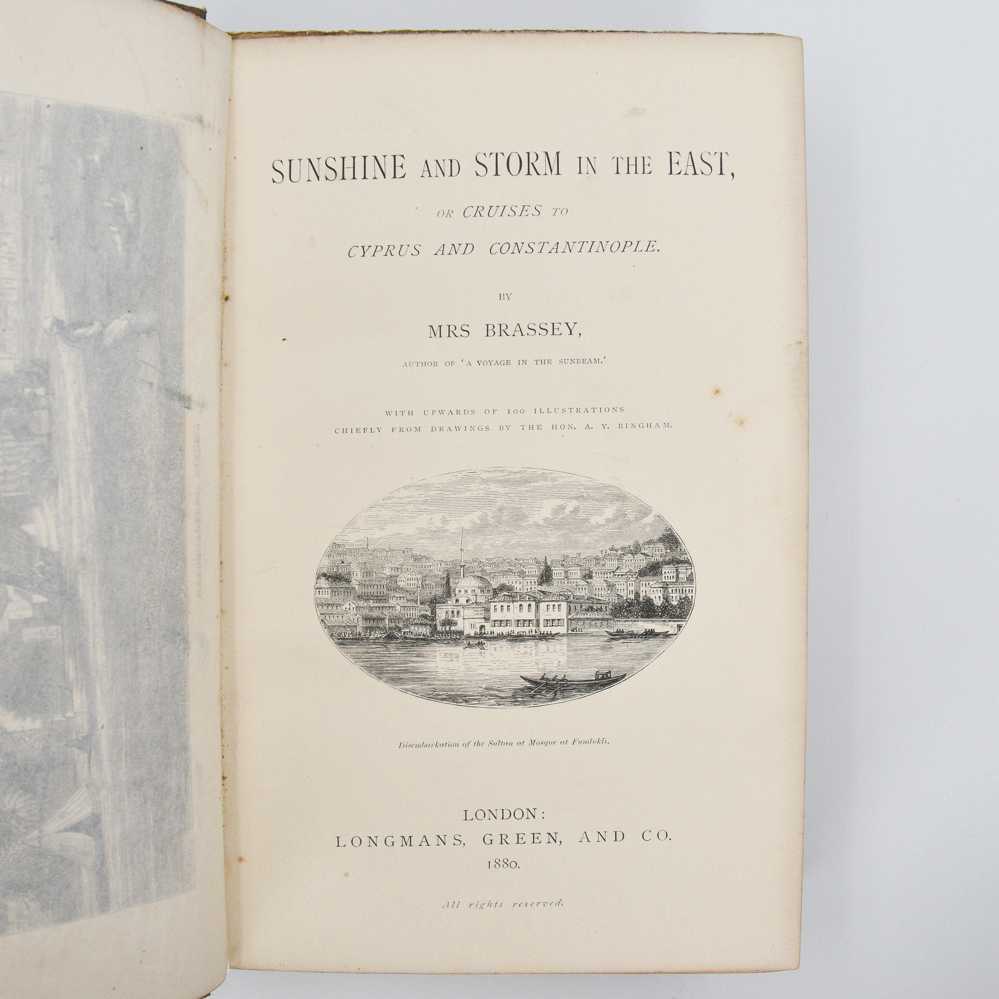 SUNSHINE AND STORM IN THE EAST,
OR CRUISES TO
CYPRUS AND CONSTANTINOPLE.
BY
MRS BRASSEY,
AUTHOR OF 'A VOYAGE IN THE SUNBEAM.'
WITH UPWARDS OF 100 ILLUSTRATIONS
CHIEFLY FROM DRAWINGS BY THE HON. A. Y. BINGHAM.
Disembarkation of the Sultan at Mosque at Fundukli.
LONDON:
LONGMANS, GREEN, AND CO.
1880.
All rights reserved.